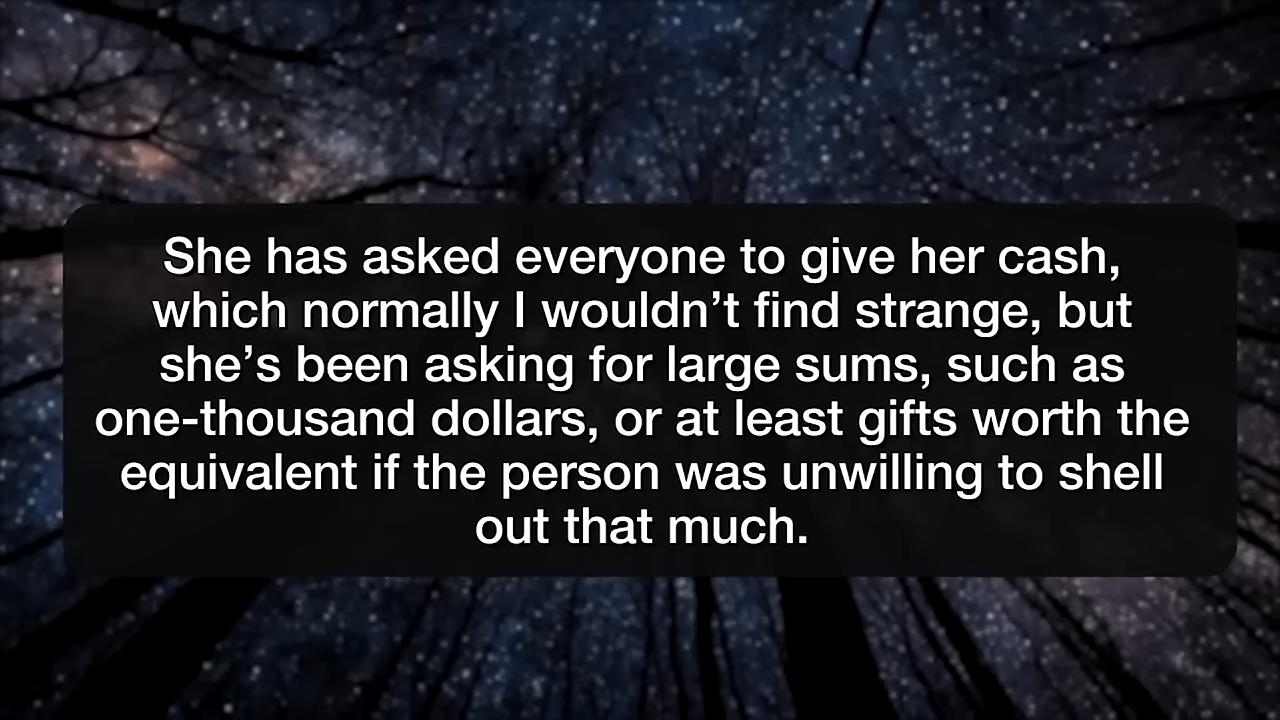 She has asked everyone to give her cash,
which normally I wouldn’t find strange, but
she’s been asking for large sums, such as
one-thousand dollars, or at least gifts worth the
equivalent if the person was unwilling to shell
out that much.